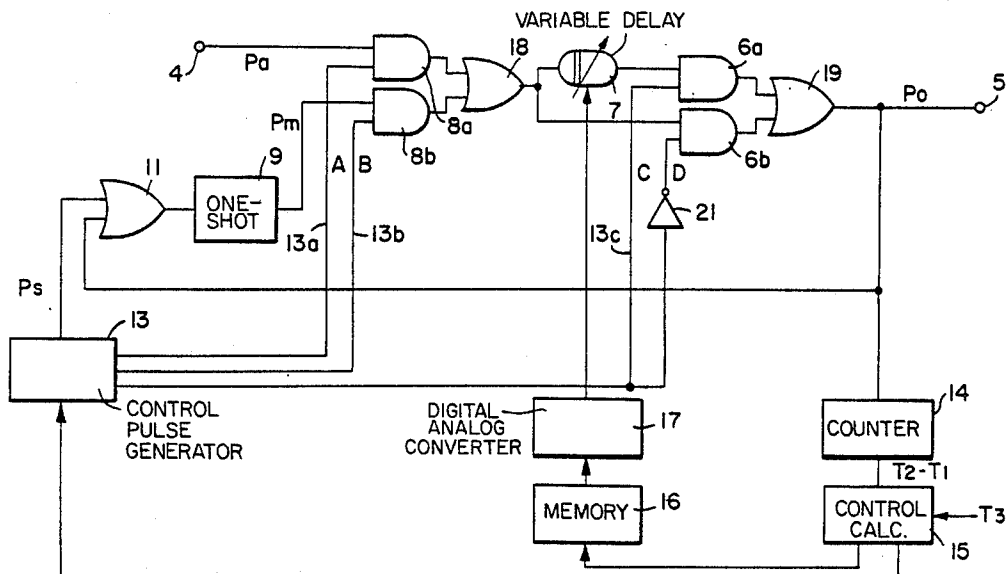 VARIABLE DELAY
4
Pa
8a
18
7
6a
19
Po
5
Pm
8b
6b
11
9
ONE-
SHOT
A B
C D
21
13a
13b
13c
Ps
13
CONTROL
PULSE
GENERATOR
DIGITAL
ANALOG
CONVERTER
17
14
COUNTER
T2-T1
MEMORY
16
CONTROL
CALC.
T3
15